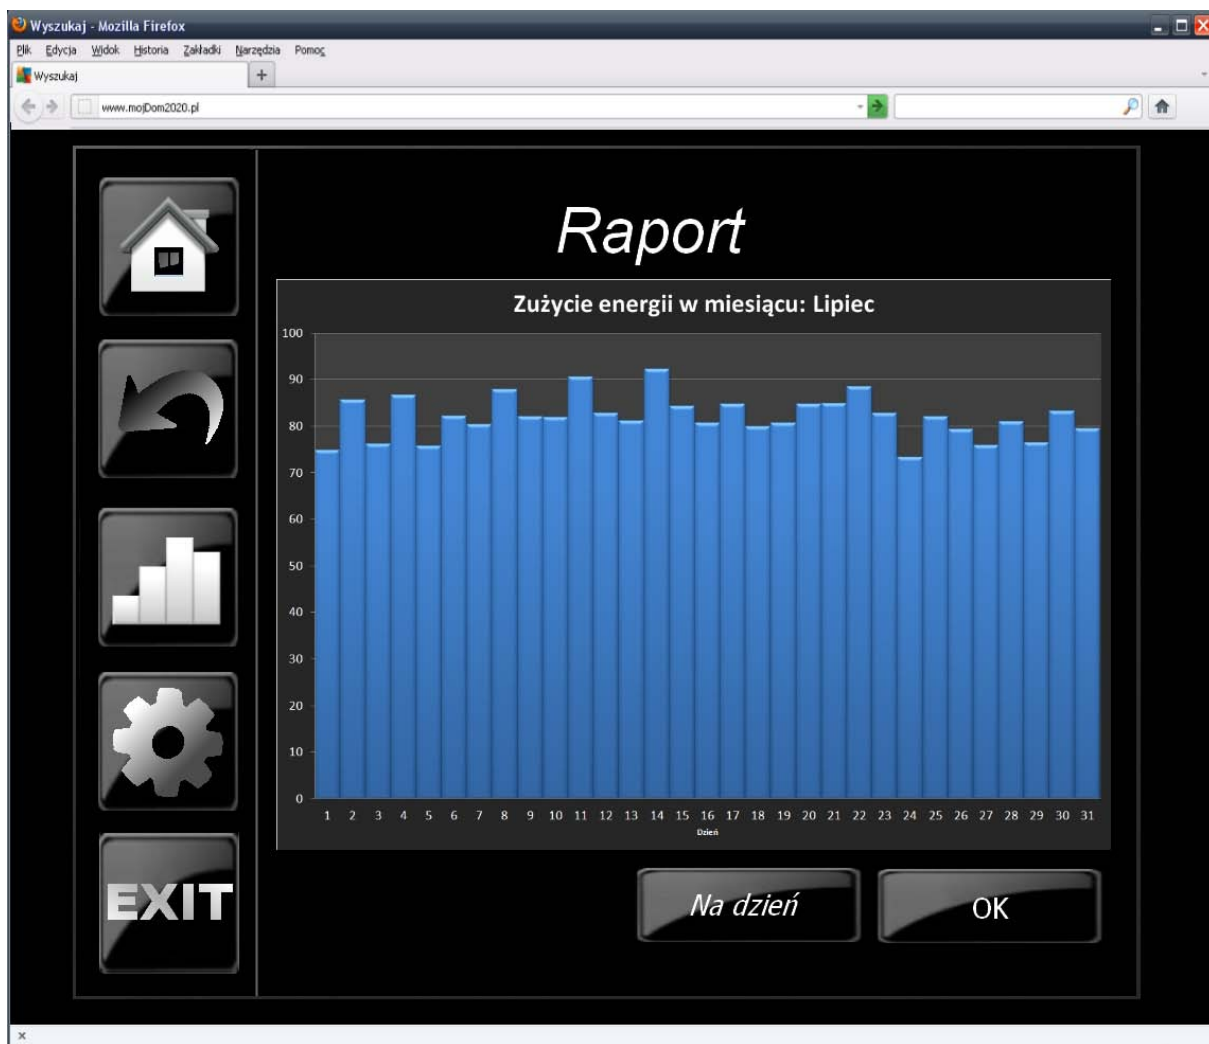 Wyszukaj - Mozilla Firefox
Plik Edycja Widok Historia Zakładki Narzędzia Pomoc
Wyszukaj
www.mojDom2020.pl
Raport
Zużycie energii w miesiącu: Lipiec
100
90
80
70
60
50
40
30
20
10
0
1 2 3 4 5 6 7 8 9 10 11 12 13 14 15 16 17 18 19 20 21 22 23 24 25 26 27 28 29 30 31
Dzień
EXIT
Na dzień
OK